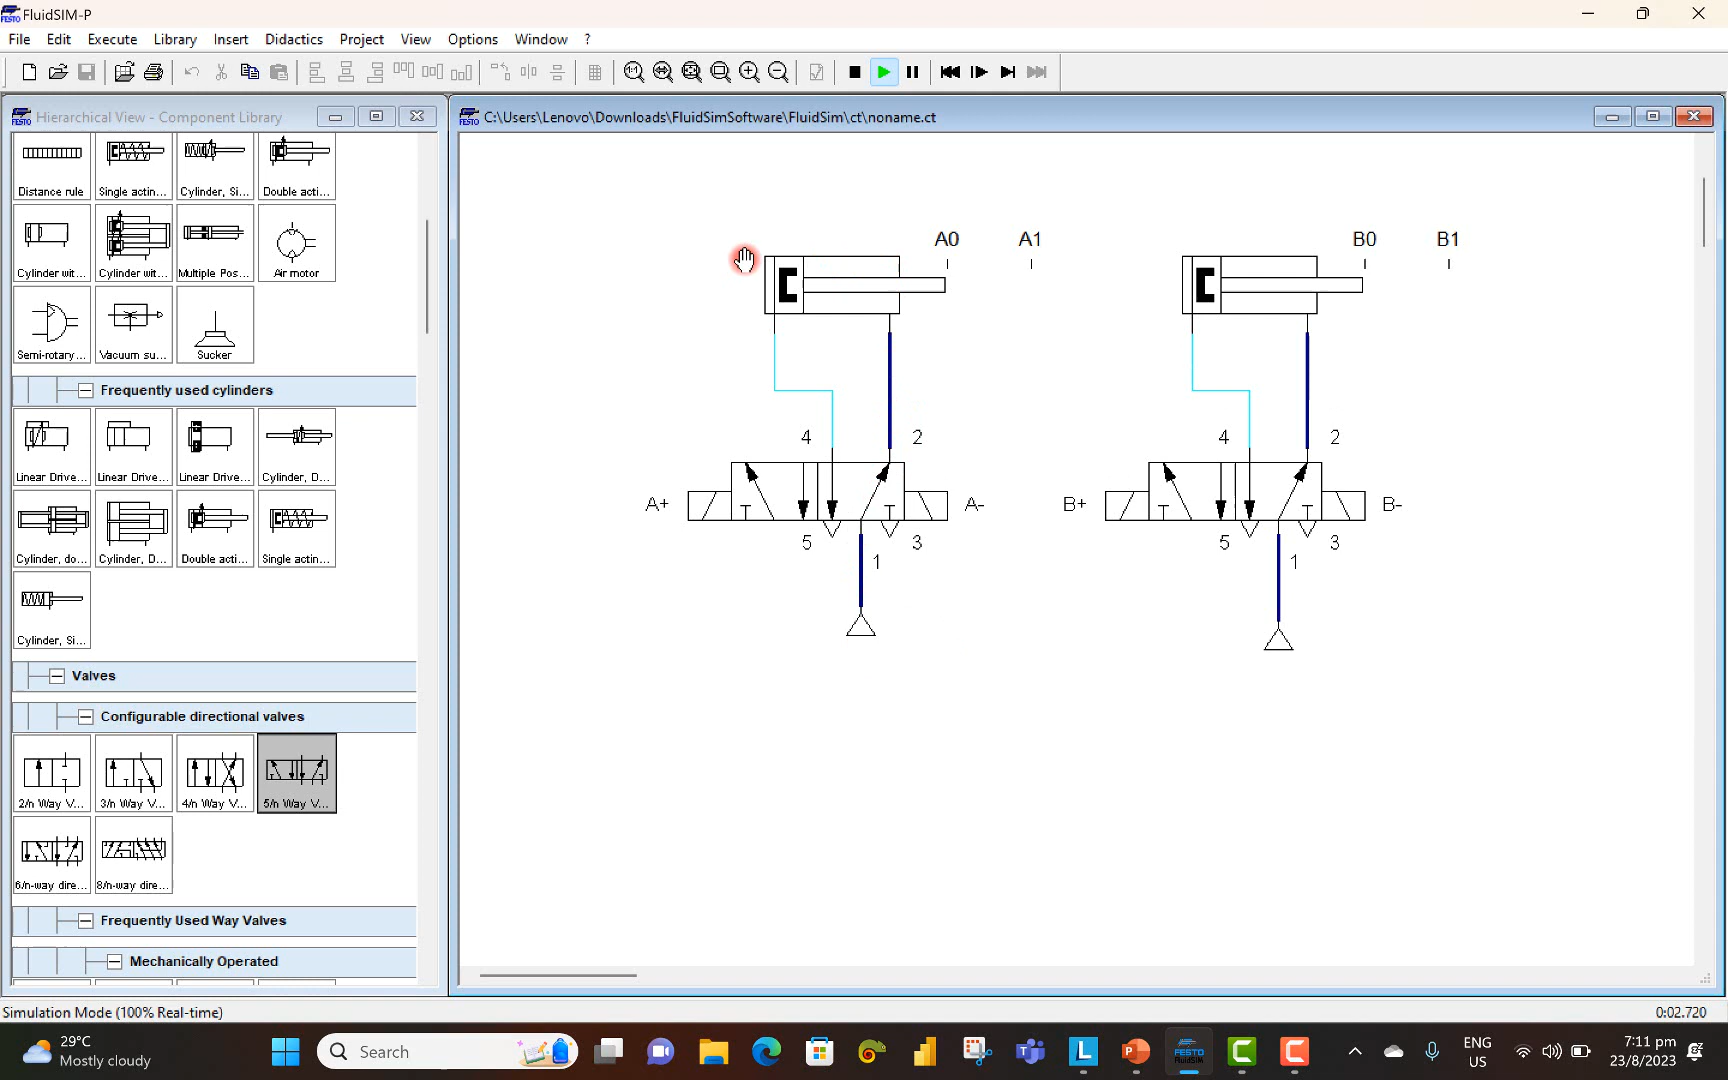 FluidSIM-P
File Edit Execute Library Insert Didactics Project View Options Window ?
1:1
FESTO Hierarchical View - Component Library
FESTO C:\Users\Lenovo\Downloads\FluidSimSoftware\FluidSim\ct\noname.ct
Distance rule Single actin... Cylinder, Si... Double acti...
Cylinder wit... Cylinder wit... Multiple Pos... Air motor
Semi-rotary... Vacuum su... Sucker
Frequently used cylinders
Linear Drive... Linear Drive... Linear Drive... Cylinder, D...
Cylinder, do... Cylinder, D... Double acti... Single actin...
Cylinder, Si...
Valves
Configurable directional valves
2/n Way V... 3/n Way V... 4/n Way V... 5/n Way V...
6/n-way dire... 8/n-way dire...
Frequently Used Way Valves
Mechanically Operated
A0 A1 B0 B1
4 2 4 2
A+ A- B+ B-
5 3 5 3
1 1
Simulation Mode (100% Real-time) 0:02.720
29°C
Mostly cloudy
Search
FESTO
FluidSIM
ENG
US
7:11 pm
23/8/2023